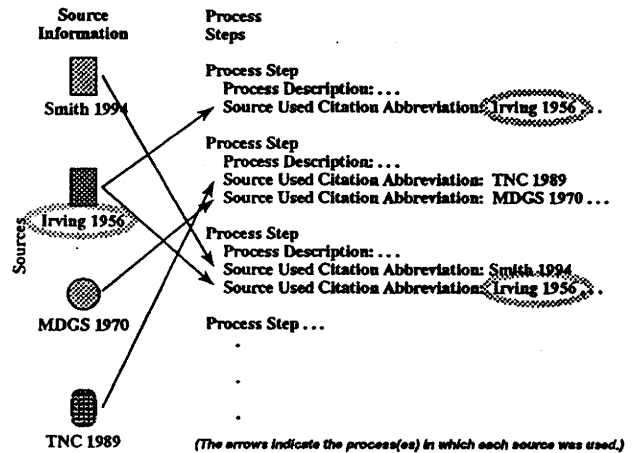 Source
Information
Process
Steps
Smith 1994
Irving 1956
MDGS 1970
TNC 1989
Sources
Process Step
Process Description: . . .
Source Used Citation Abbreviation: Irving 1956 . . .
Process Step
Process Description: . . .
Source Used Citation Abbreviation: TNC 1989
Source Used Citation Abbreviation: MDGS 1970 . . .
Process Step
Process Description: . . .
Source Used Citation Abbreviation: Smith 1994
Source Used Citation Abbreviation: Irving 1956 . . .
Process Step . . .
.
.
.
(The arrows indicate the process(es) in which each source was used.)